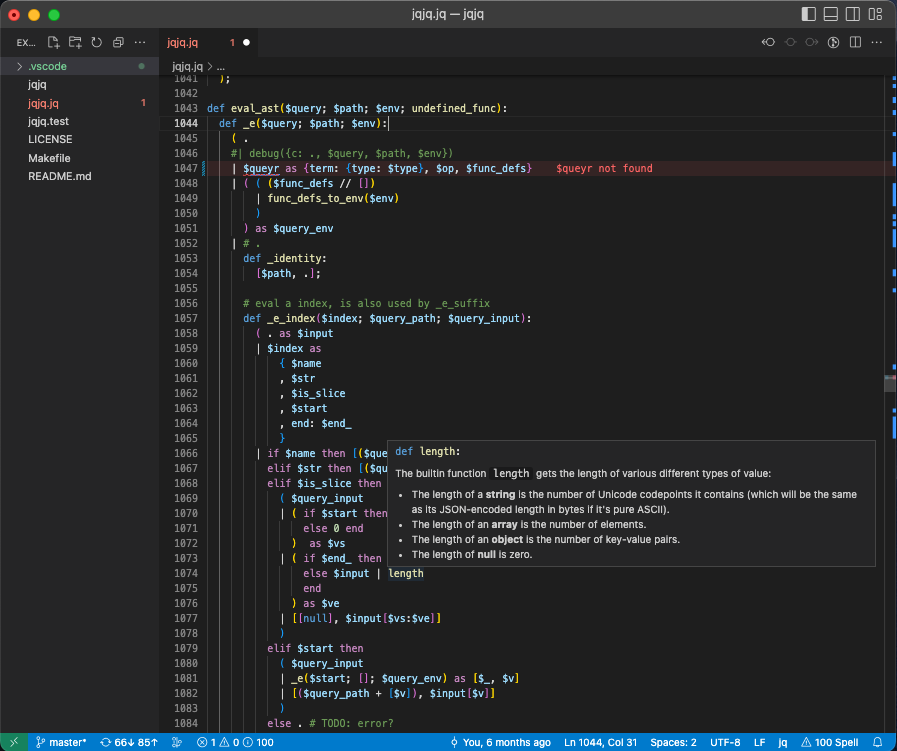 jqjq.jq — jqjq
EX...
jqjq.jq 1
.vscode
jqjq
jqjq.jq 1
jqjq.test
LICENSE
Makefile
README.md
jqjq.jq > ...
1041 );
1042
1043 def eval_ast($query; $path; $env; undefined_func):
1044 def _e($query; $path; $env):
1045 ( .
1046 #| debug({c: ., $query, $path, $env})
1047 | $queyr as {term: {type: $type}, $op, $func_defs} $queyr not found
1048 | ( ( ($func_defs // [])
1049 | func_defs_to_env($env)
1050 )
1051 ) as $query_env
1052 | # .
1053 def _identity:
1054 [$path, .];
1055
1056 # eval a index, is also used by _e_suffix
1057 def _e_index($index; $query_path; $query_input):
1058 ( . as $input
1059 | $index as
1060 { $name
1061 , $str
1062 , $is_slice
1063 , $start
1064 , end: $end_
1065 }
1066 | if $name then [($que
1067 elif $str then [($qu
1068 elif $is_slice then
1069 ( $query_input
1070 | ( if $start then
1071 else 0 end
1072 ) as $vs
1073 | ( if $end_ then
1074 else $input | length
1075 end
1076 ) as $ve
1077 | [[null], $input[$vs:$ve]]
1078 )
1079 elif $start then
1080 ( $query_input
1081 | _e($start; []; $query_env) as [$_, $v]
1082 | [($query_path + [$v]), $input[$v]]
1083 )
1084 else . # TODO: error?
def length:
The builtin function length gets the length of various different types of value:
• The length of a string is the number of Unicode codepoints it contains (which will be the same
as its JSON-encoded length in bytes if it's pure ASCII).
• The length of an array is the number of elements.
• The length of an object is the number of key-value pairs.
• The length of null is zero.
master* 66↓ 85↑ 1 0 100 You, 6 months ago Ln 1044, Col 31 Spaces: 2 UTF-8 LF jq 100 Spell